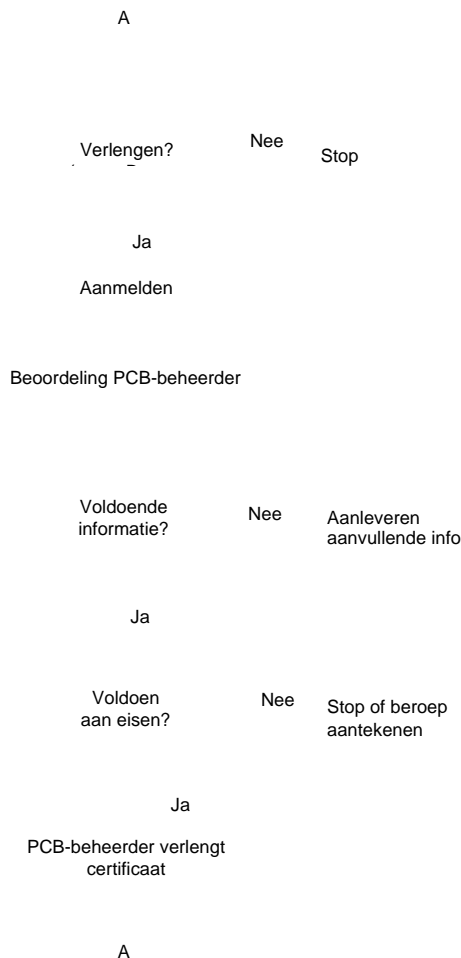 A
Verlengen?
Nee
Stop
Ja
Aanmelden
Beoordeling PCB-beheerder
Voldoende
informatie?
Nee
Aanleveren
aanvullende info
Ja
Voldoen
aan eisen?
Nee
Stop of beroep
aantekenen
Ja
PCB-beheerder verlengt
certificaat
A